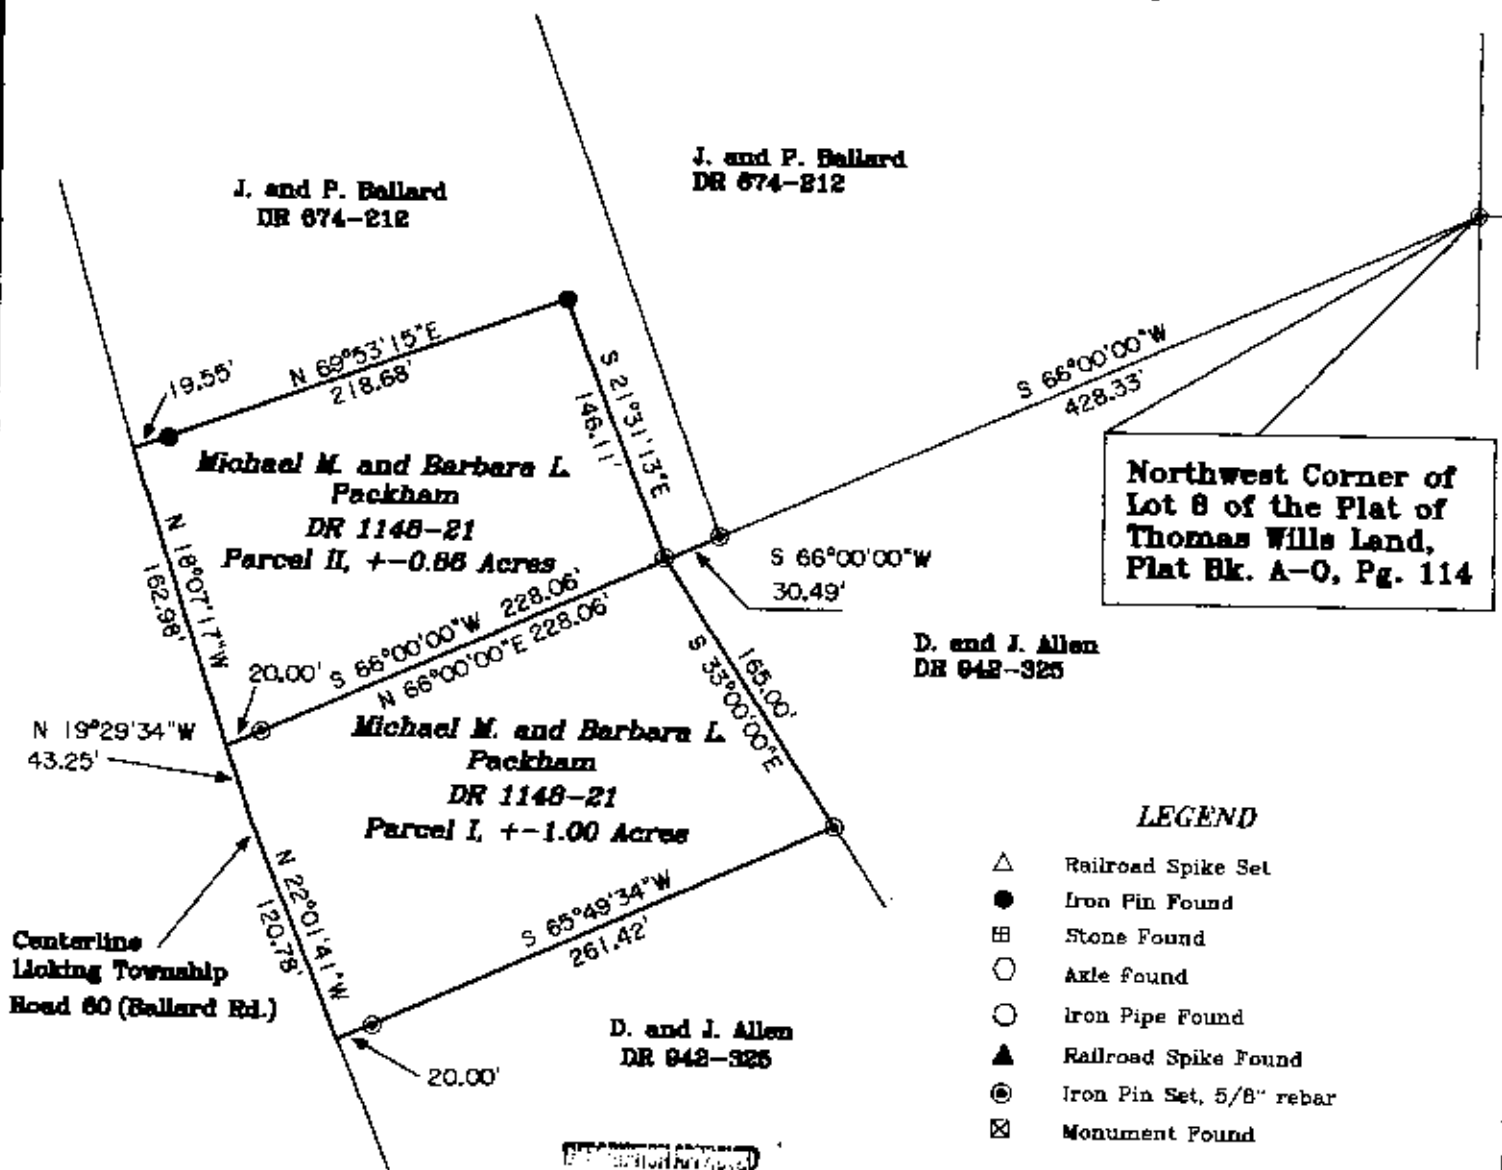 J. and P. Ballard
DR 674-212
J. and P. Ballard
DR 674-212
19.55'
N 69°53'15"E
218.68'
S 21°31'13"E
146.11'
S 66°00'00"W
428.33'
Michael M. and Barbara L.
Packham
DR 1148-21
Parcel II, +-0.86 Acres
N 18°07'17"W
162.98'
Northwest Corner of
Lot 8 of the Plat of
Thomas Wills Land,
Plat Bk. A-O, Pg. 114
S 66°00'00"W
30.49'
S 66°00'00"W 228.06'
N 66°00'00"E 228.06'
20.00'
N 19°29'34"W
43.25'
165.00'
S 33°00'00"E
D. and J. Allen
DR 942-325
Michael M. and Barbara L.
Packham
DR 1148-21
Parcel I, +-1.00 Acres
N 22°01'41"W
120.78'
S 65°49'34"W
261.42'
Centerline
Licking Township
Road 60 (Ballard Rd.)
20.00'
D. and J. Allen
DR 942-325
LEGEND
Railroad Spike Set
Iron Pin Found
Stone Found
Axle Found
Iron Pipe Found
Railroad Spike Found
Iron Pin Set, 5/8" rebar
Monument Found